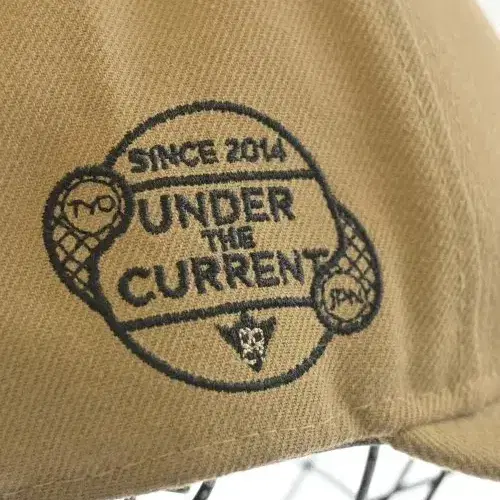 SINCE 2014
TYO
UNDER
THE
CURRENT
JPN